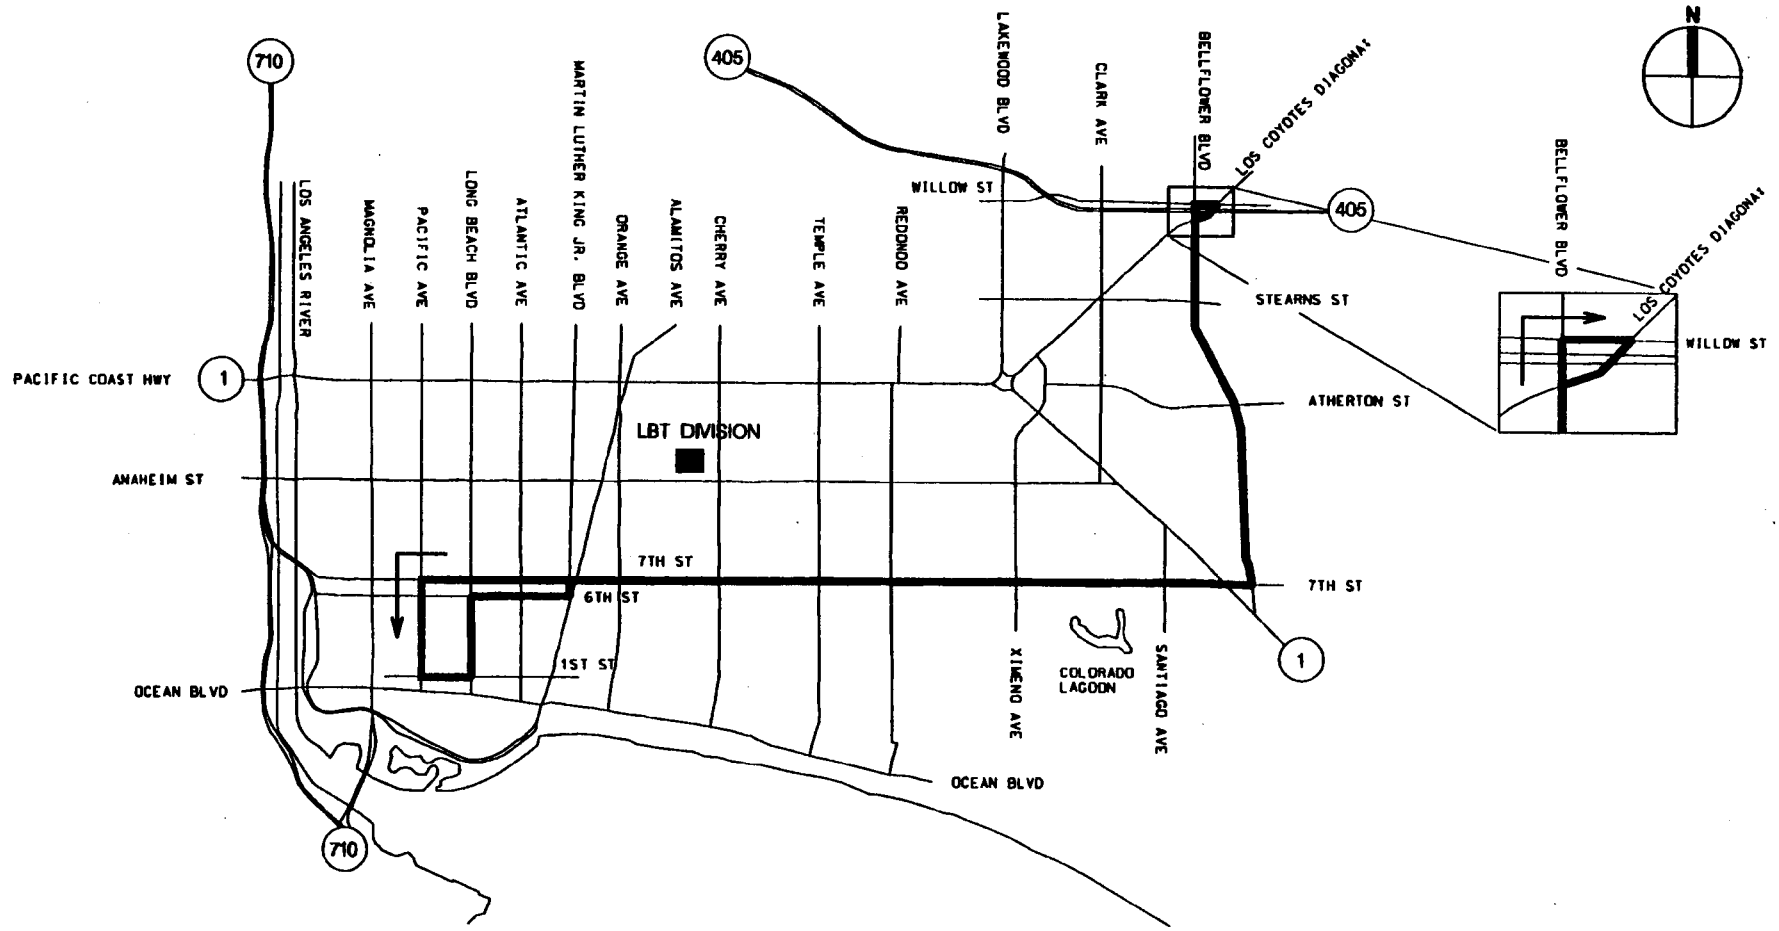 N
710
405
LAKEWOOD BLVD
CLARK AVE
BELLFLOWER BLVD
LOS COYOTES DIAGONAL
MARTIN LUTHER KING JR. BLVD
WILLOW ST
405
BELLFLOWER BLVD
LOS COYOTES DIAGONAL
LOS ANGELES RIVER
MAGNOLIA AVE
PACIFIC AVE
LONG BEACH BLVD
ATLANTIC AVE
ORANGE AVE
ALAMITOS AVE
CHERRY AVE
TEMPLE AVE
REDONDO AVE
STEARNS ST
WILLOW ST
PACIFIC COAST HWY
1
ATHERTON ST
LBT DIVISION
ANAHEIM ST
7TH ST
7TH ST
6TH ST
1ST ST
OCEAN BLVD
XIMENO AVE
COLORADO
LAGOON
SANTIAGO AVE
1
OCEAN BLVD
710